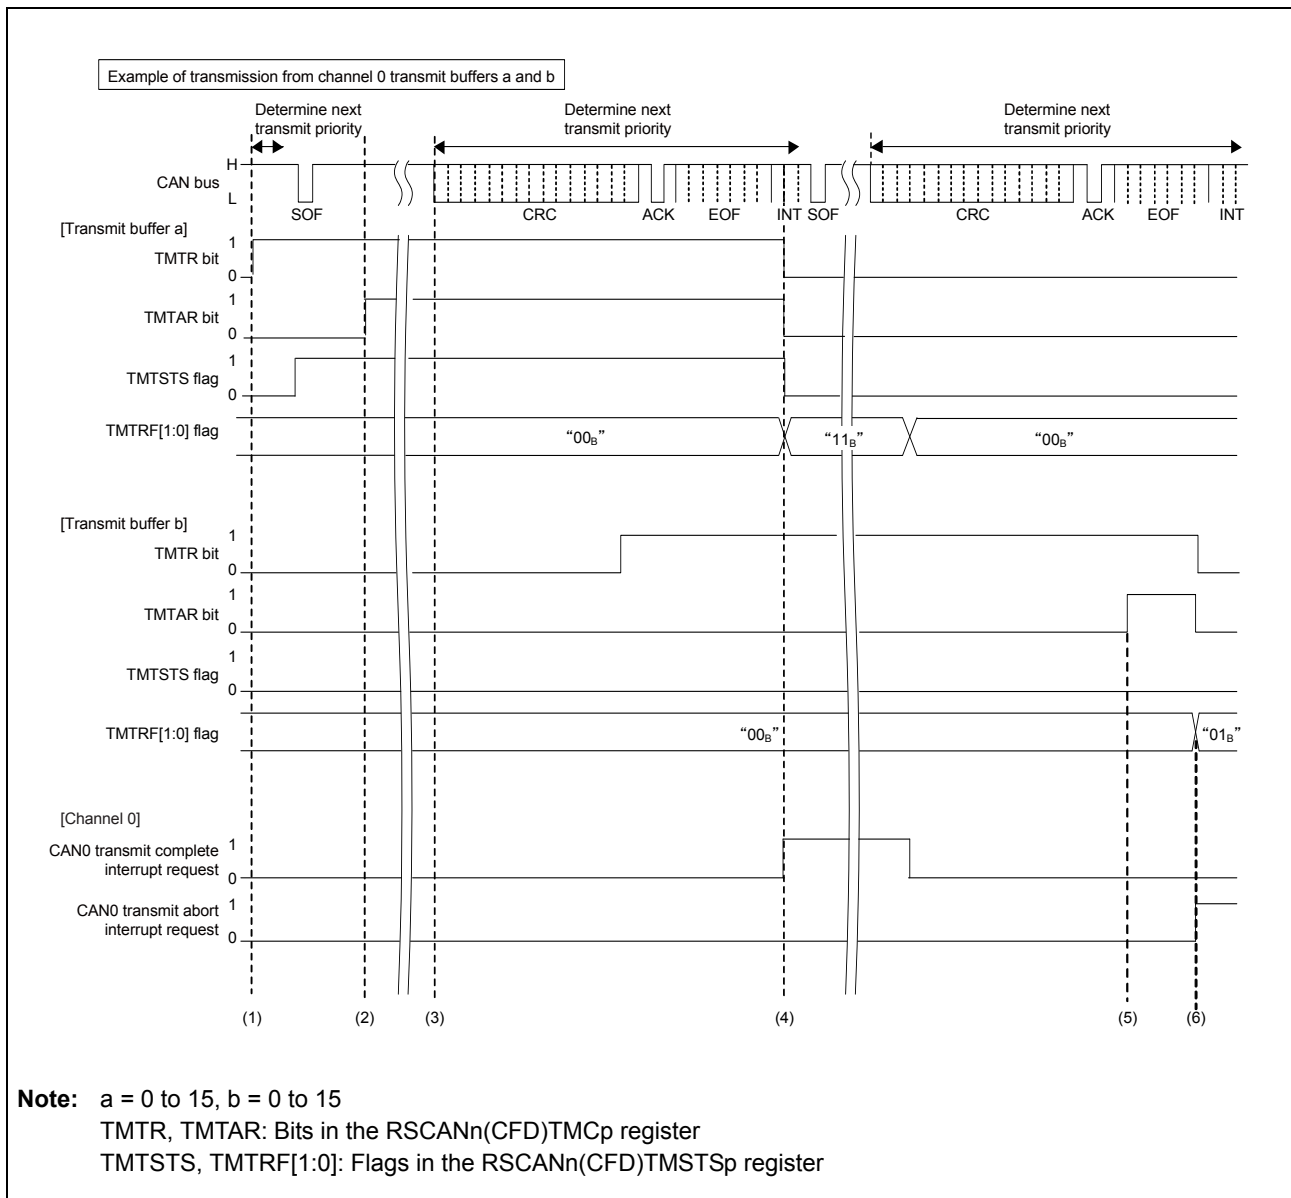 Example of transmission from channel 0 transmit buffers a and b
Determine next
transmit priority
Determine next
transmit priority
Determine next
transmit priority
H
CAN bus
L
SOF
CRC
ACK
EOF
INT
SOF
CRC
ACK
EOF
INT
[Transmit buffer a]
1
TMTR bit
0
1
TMTAR bit
0
1
TMTSTS flag
0
TMTRF[1:0] flag
“00B”
“11B”
“00B”
[Transmit buffer b]
1
TMTR bit
0
1
TMTAR bit
0
1
TMTSTS flag
0
TMTRF[1:0] flag
“00B”
“01B”
[Channel 0]
CAN0 transmit complete
interrupt request
1
0
CAN0 transmit abort
interrupt request
1
0
(1)
(2)
(3)
(4)
(5)
(6)
Note: a = 0 to 15, b = 0 to 15
TMTR, TMTAR: Bits in the RSCANn(CFD)TMCp register
TMTSTS, TMTRF[1:0]: Flags in the RSCANn(CFD)TMSTSp register